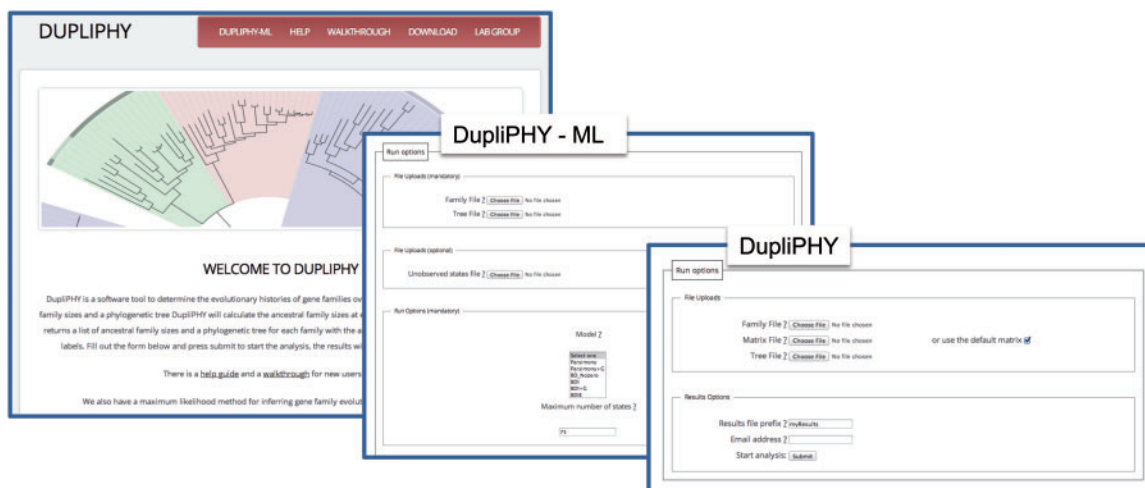 DUPLIPHY
DUPLIPHY-ML HELP WALKTHROUGH DOWNLOAD LAB GROUP
WELCOME TO DUPLIPHY
DupliPHY is a software tool to determine the evolutionary histories of gene families ov
family sizes and a phylogenetic tree DupliPHY will calculate the ancestral family sizes at
returns a list of ancestral family sizes and a phylogenetic tree for each family with the a
labels. Fill out the form below and press submit to start the analysis, the results wi
There is a help guide and a walkthrough for new users
We also have a maximum likelihood method for inferring gene family evolut
DupliPHY - ML
Run options
File Uploads (mandatory)
Family File ? Choose File No file chosen
Tree File ? Choose File No file chosen
File Uploads (optional)
Unobserved states file ? Choose File No file chosen
Run Options (mandatory)
Model ?
Select one
Parsimony
Parsimony+G
BD_Nozero
BDI
BDI+G
Maximum number of states ?
DupliPHY
Run options
File Uploads
Family File ? Choose File No file chosen
Matrix File ? Choose File No file chosen or use the default matrix
Tree File ? Choose File No file chosen
Results Options
Results file prefix ? myResults
Email address ?
Start analysis: Submit